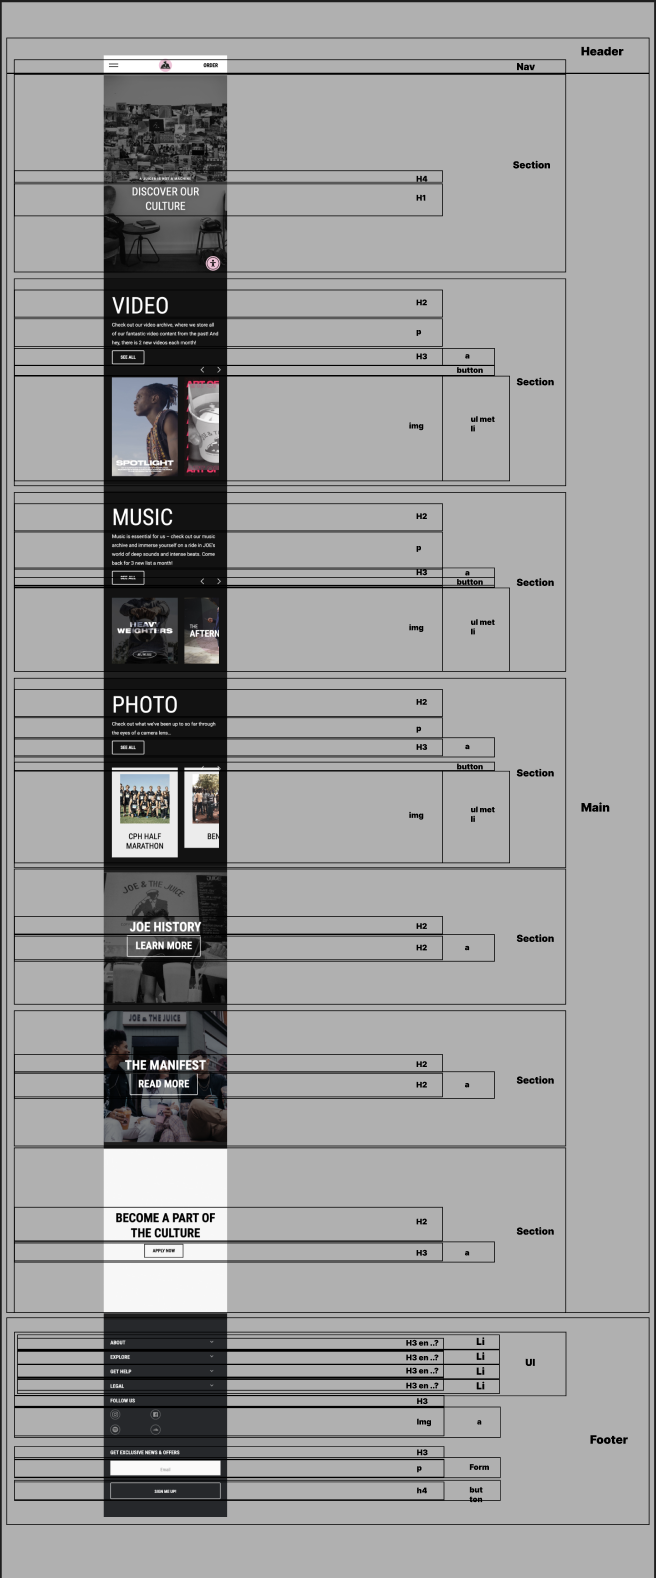 Header
ORDER
Nav
Section
H4
DISCOVER OUR
CULTURE
H1
VIDEO
H2
Check out our video archive, where we store all
of our fantastic video content from the past! And
hey, there is 2 new videos each month!
p
SEE ALL
H3
a
button
Section
SPOTLIGHT
img
ul met
li
MUSIC
H2
Music is essential for us – check out our music
archive and immerse yourself on a ride in JOE's
world of deep sounds and intense beats. Come
back for 3 new list a month!
p
H3
a
button
Section
HEAVY
WEIGHTERS
THE
AFTERN
img
ul met
li
PHOTO
H2
Check out what we've been up to so far through
the eyes of a camera lens...
p
SEE ALL
H3
a
button
Section
Main
CPH HALF
MARATHON
BEN
img
ul met
li
JOE & THE JUICE
JOE HISTORY
H2
LEARN MORE
H2
a
Section
JOE & THE JUICE
THE MANIFEST
H2
READ MORE
H2
a
Section
BECOME A PART OF
THE CULTURE
H2
APPLY NOW
H3
a
Section
ABOUT
H3 en ..?
Li
EXPLORE
H3 en ..?
Li
GET HELP
H3 en ..?
Li
LEGAL
H3 en ..?
Li
Ul
FOLLOW US
H3
Img
a
Footer
GET EXCLUSIVE NEWS & OFFERS
H3
Email
p
Form
SIGN ME UP!
h4
but
ton